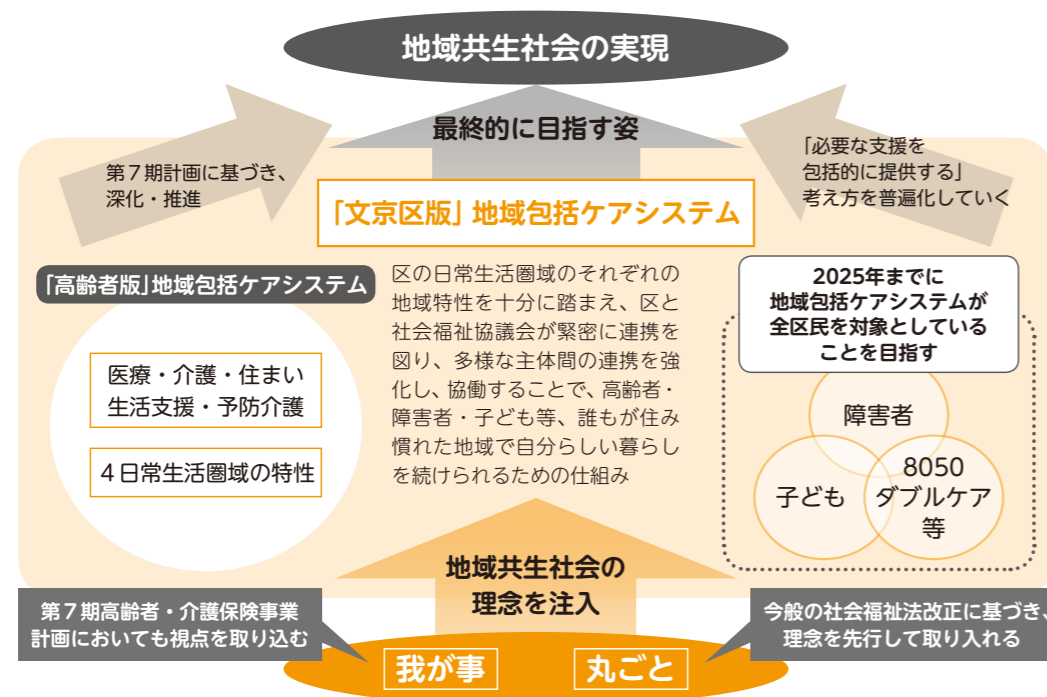 地域共生社会の実現
最終的に目指す姿
第7期計画に基づき、
深化・推進
「必要な支援を
包括的に提供する」
考え方を普遍化していく
「文京区版」地域包括ケアシステム
「高齢者版」地域包括ケアシステム
医療・介護・住まい
生活支援・予防介護
4日常生活圏域の特性
区の日常生活圏域のそれぞれの
地域特性を十分に踏まえ、区と
社会福祉協議会が緊密に連携を
図り、多様な主体間の連携を強
化し、協働することで、高齢者・
障害者・子ども等、誰もが住み
慣れた地域で自分らしい暮らし
を続けられるための仕組み
2025年までに
地域包括ケアシステムが
全区民を対象としている
ことを目指す
障害者
子ども
8050
ダブルケア
等
地域共生社会の
理念を注入
第7期高齢者・介護保険事業
計画においても視点を取り込む
今般の社会福祉法改正に基づき、
理念を先行して取り入れる
我が事
丸ごと